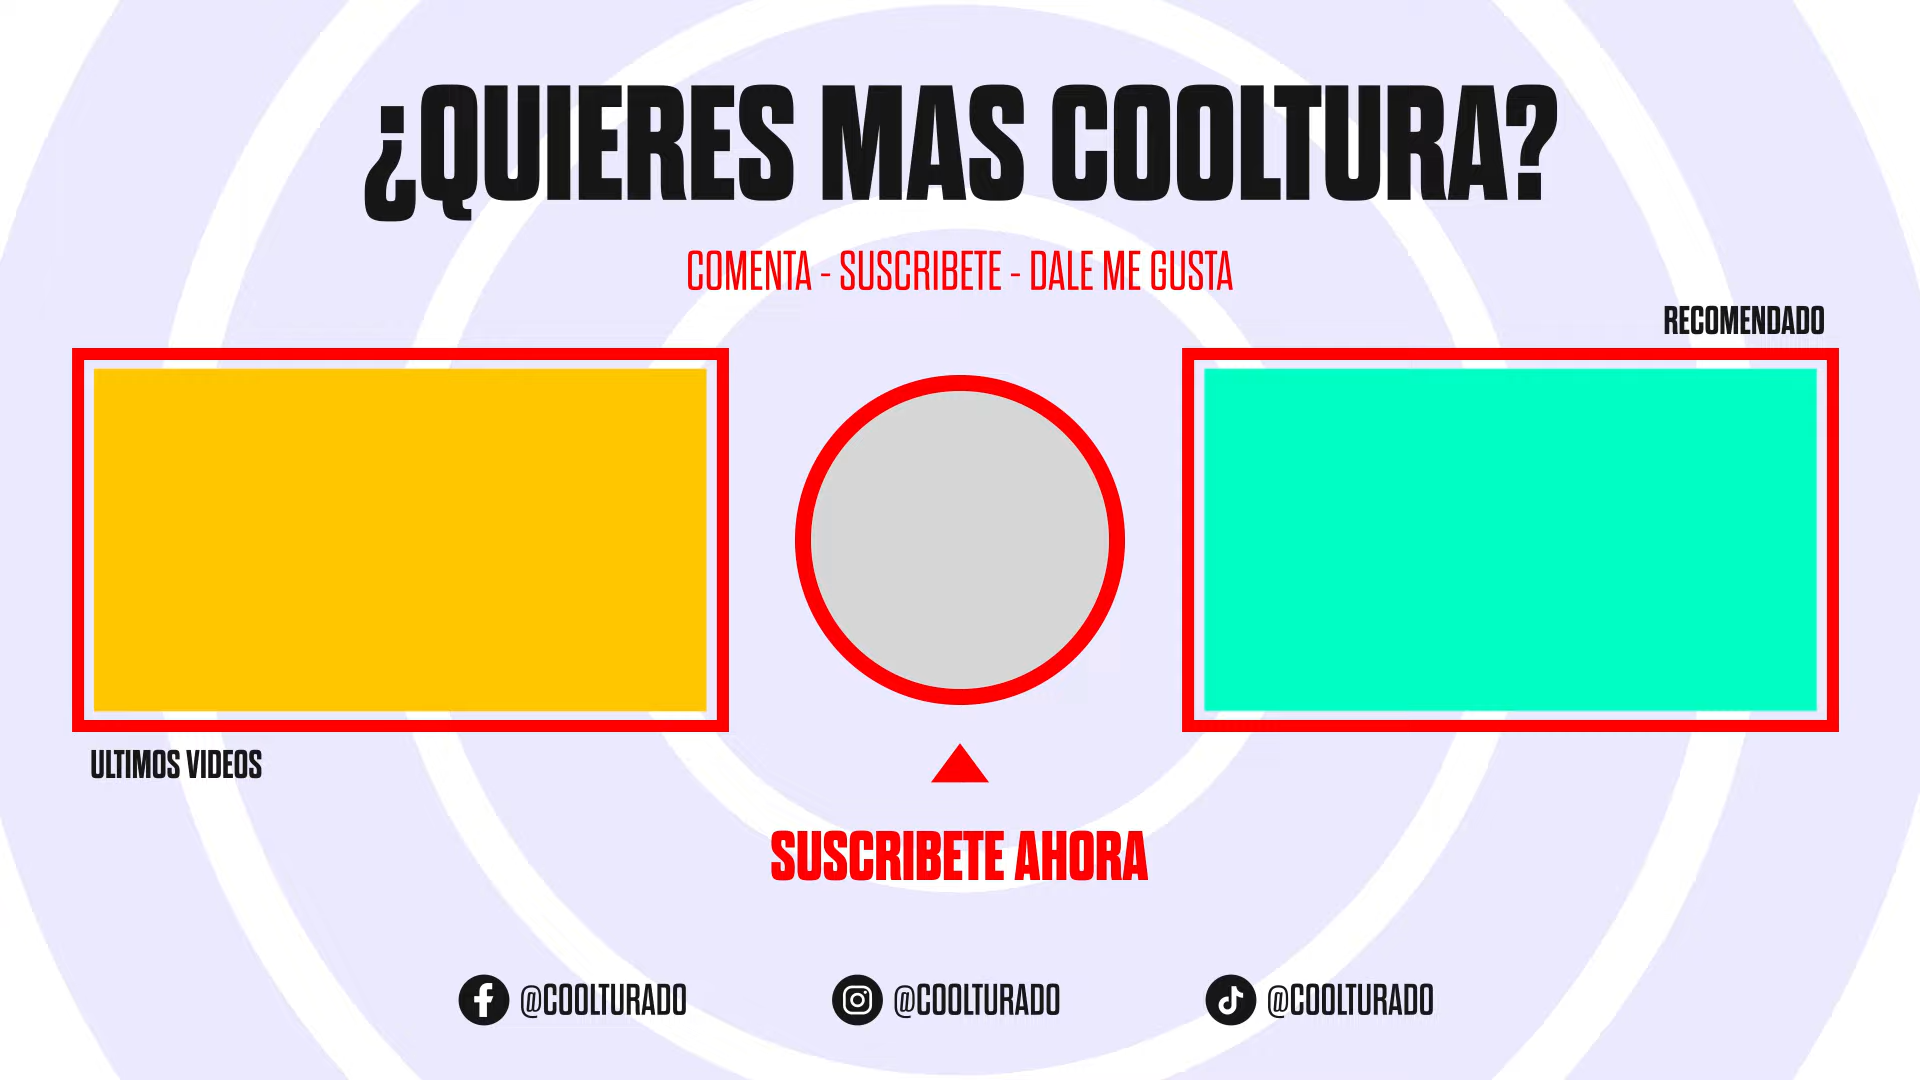 ¿QUIERES MAS COOLTURA?
COMENTA - SUSCRIBETE - DALE ME GUSTA
RECOMENDADO
ULTIMOS VIDEOS
SUSCRIBETE AHORA
@COOLTURADO
@COOLTURADO
@COOLTURADO